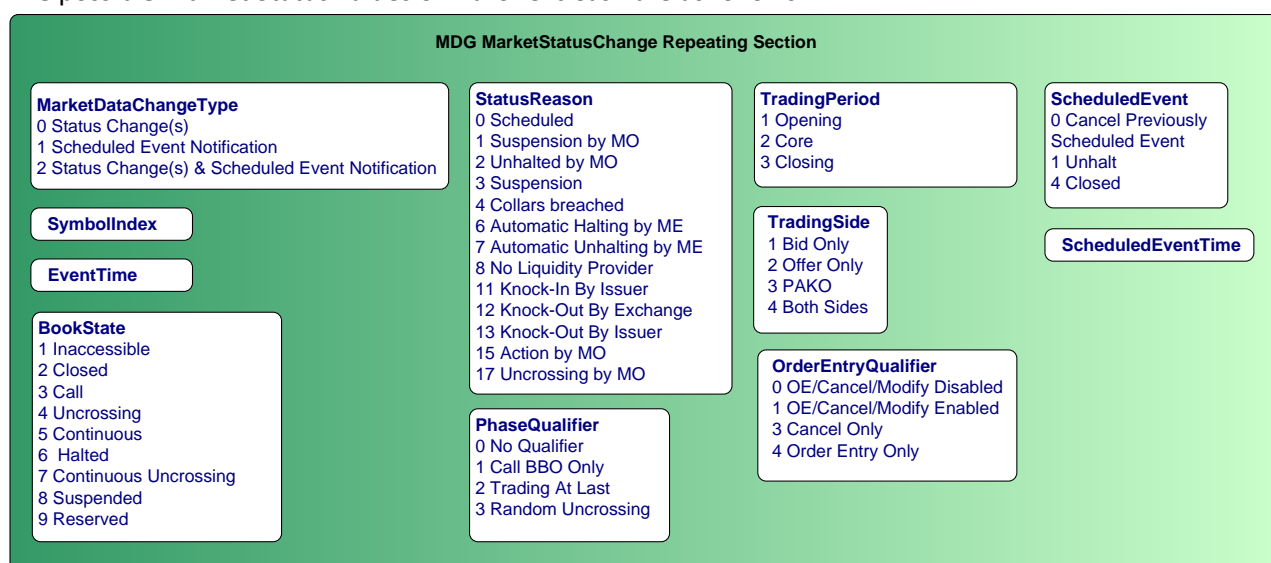 MDG MarketStatusChange Repeating Section
MarketDataChangeType
0 Status Change(s)
1 Scheduled Event Notification
2 Status Change(s) & Scheduled Event Notification
SymbolIndex
EventTime
BookState
1 Inaccessible
2 Closed
3 Call
4 Uncrossing
5 Continuous
6 Halted
7 Continuous Uncrossing
8 Suspended
9 Reserved
StatusReason
0 Scheduled
1 Suspension by MO
2 Unhalted by MO
3 Suspension
4 Collars breached
6 Automatic Halting by ME
7 Automatic Unhalting by ME
8 No Liquidity Provider
11 Knock-In By Issuer
12 Knock-Out By Exchange
13 Knock-Out By Issuer
15 Action by MO
17 Uncrossing by MO
PhaseQualifier
0 No Qualifier
1 Call BBO Only
2 Trading At Last
3 Random Uncrossing
TradingPeriod
1 Opening
2 Core
3 Closing
TradingSide
1 Bid Only
2 Offer Only
3 PAKO
4 Both Sides
OrderEntryQualifier
0 OE/Cancel/Modify Disabled
1 OE/Cancel/Modify Enabled
3 Cancel Only
4 Order Entry Only
ScheduledEvent
0 Cancel Previously
Scheduled Event
1 Unhalt
4 Closed
ScheduledEventTime